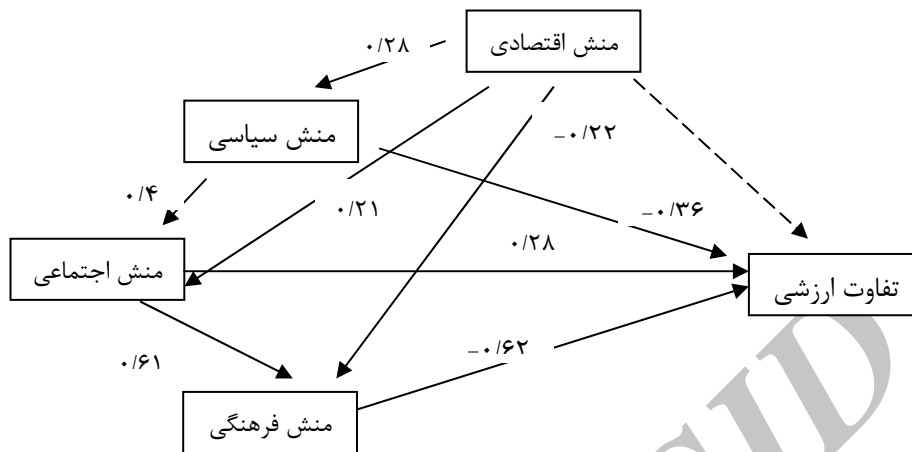 منش اقتصادی
۰/۲۸
منش سیاسی
−۰/۲۲
۰/۴
۰/۲۱
−۰/۳۶
۰/۲۸
منش اجتماعی
تفاوت ارزشی
۰/۶۱
−۰/۶۲
منش فرهنگی
SID